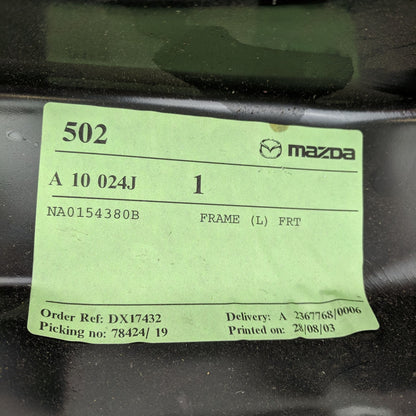 502
mazda
A 10 024J 1
NA0154380B FRAME (L) FRT
Order Ref: DX17432 Delivery: A 2367768/0006
Picking no: 78424/ 19 Printed on: 28/08/03